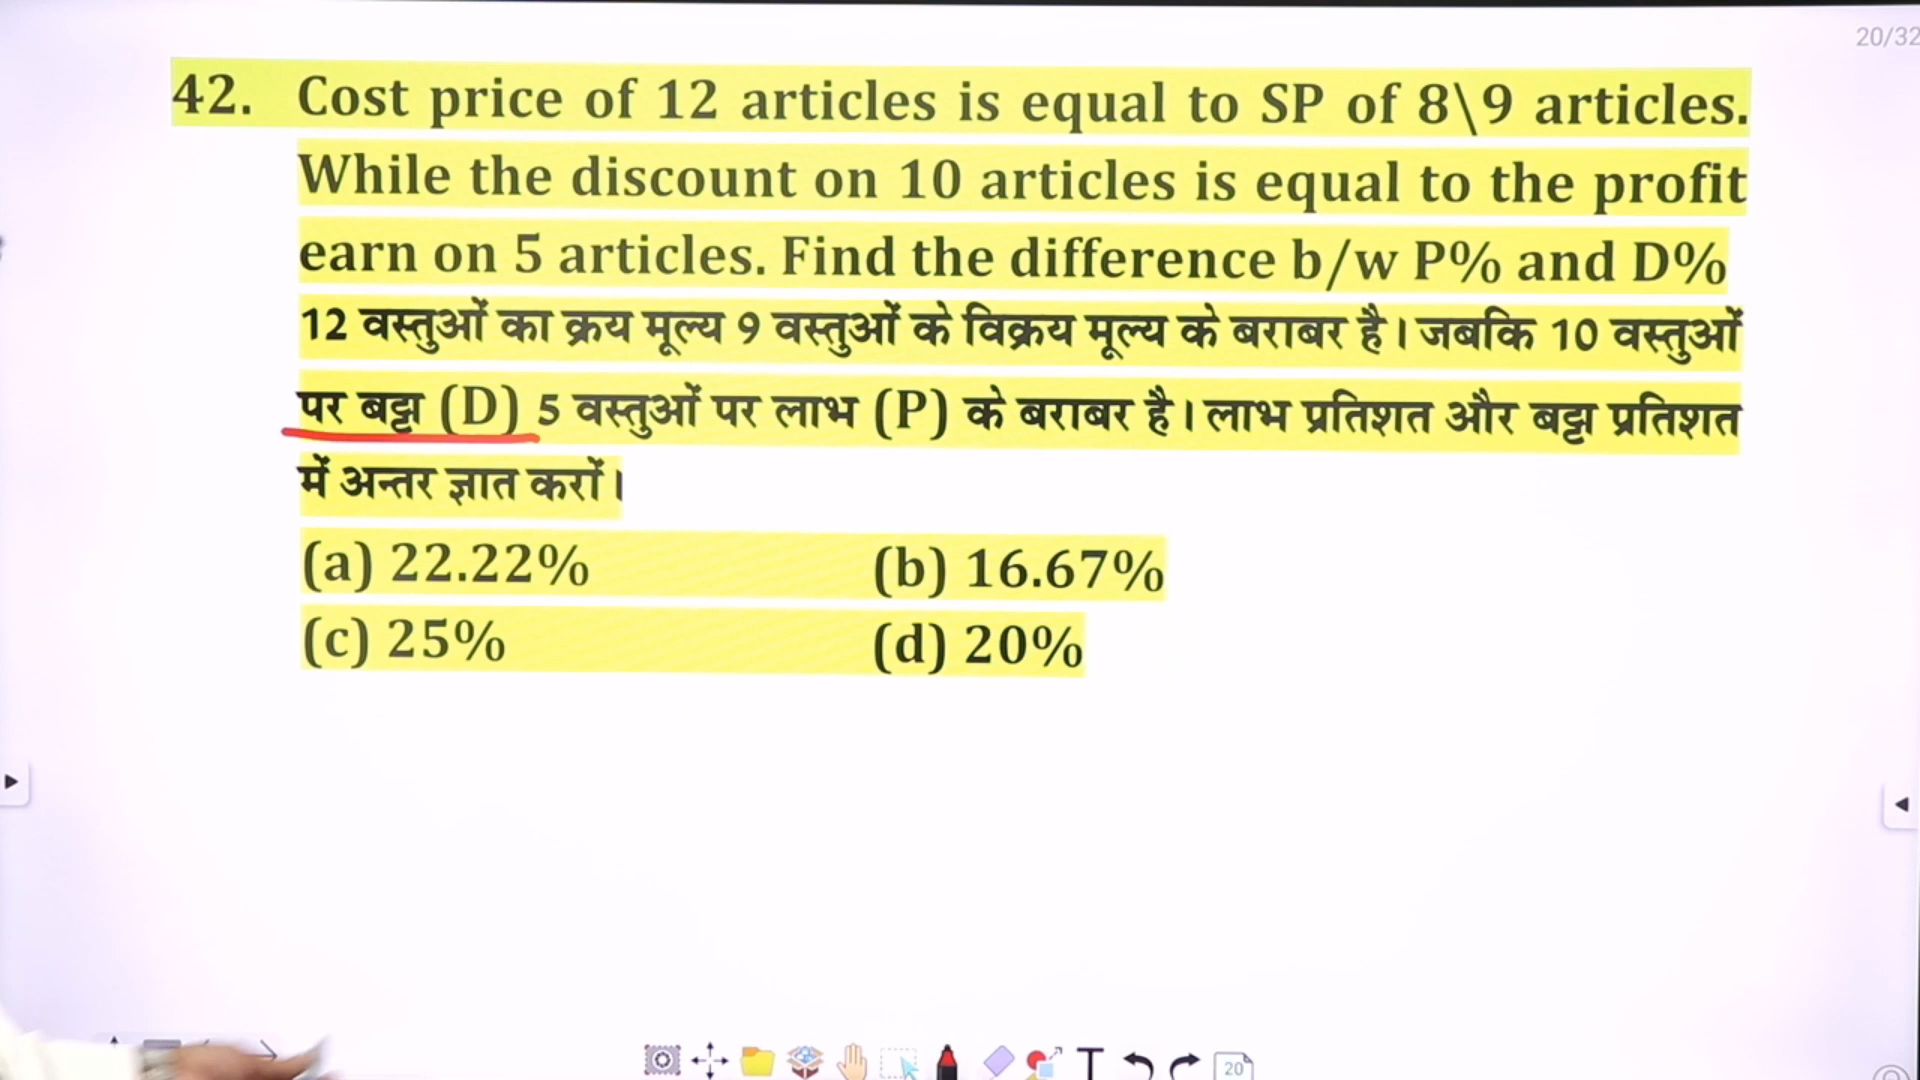 20/32
42. Cost price of 12 articles is equal to SP of 8\9 articles.
While the discount on 10 articles is equal to the profit
earn on 5 articles. Find the difference b/w P% and D%
12 वस्तुओं का क्रय मूल्य 9 वस्तुओं के विक्रय मूल्य के बराबर है। जबकि 10 वस्तुओं
पर बट्टा (D) 5 वस्तुओं पर लाभ (P) के बराबर है। लाभ प्रतिशत और बट्टा प्रतिशत
में अन्तर ज्ञात करों।
(a) 22.22% (b) 16.67%
(c) 25% (d) 20%
T 20